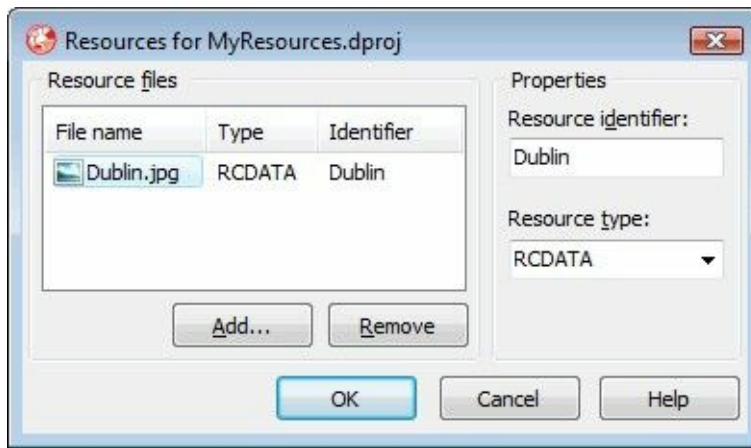 Resources for MyResources.dproj
Resource files
File name Type Identifier
Dublin.jpg RCDATA Dublin
Add... Remove
Properties
Resource identifier:
Dublin
Resource type:
RCDATA
OK Cancel Help